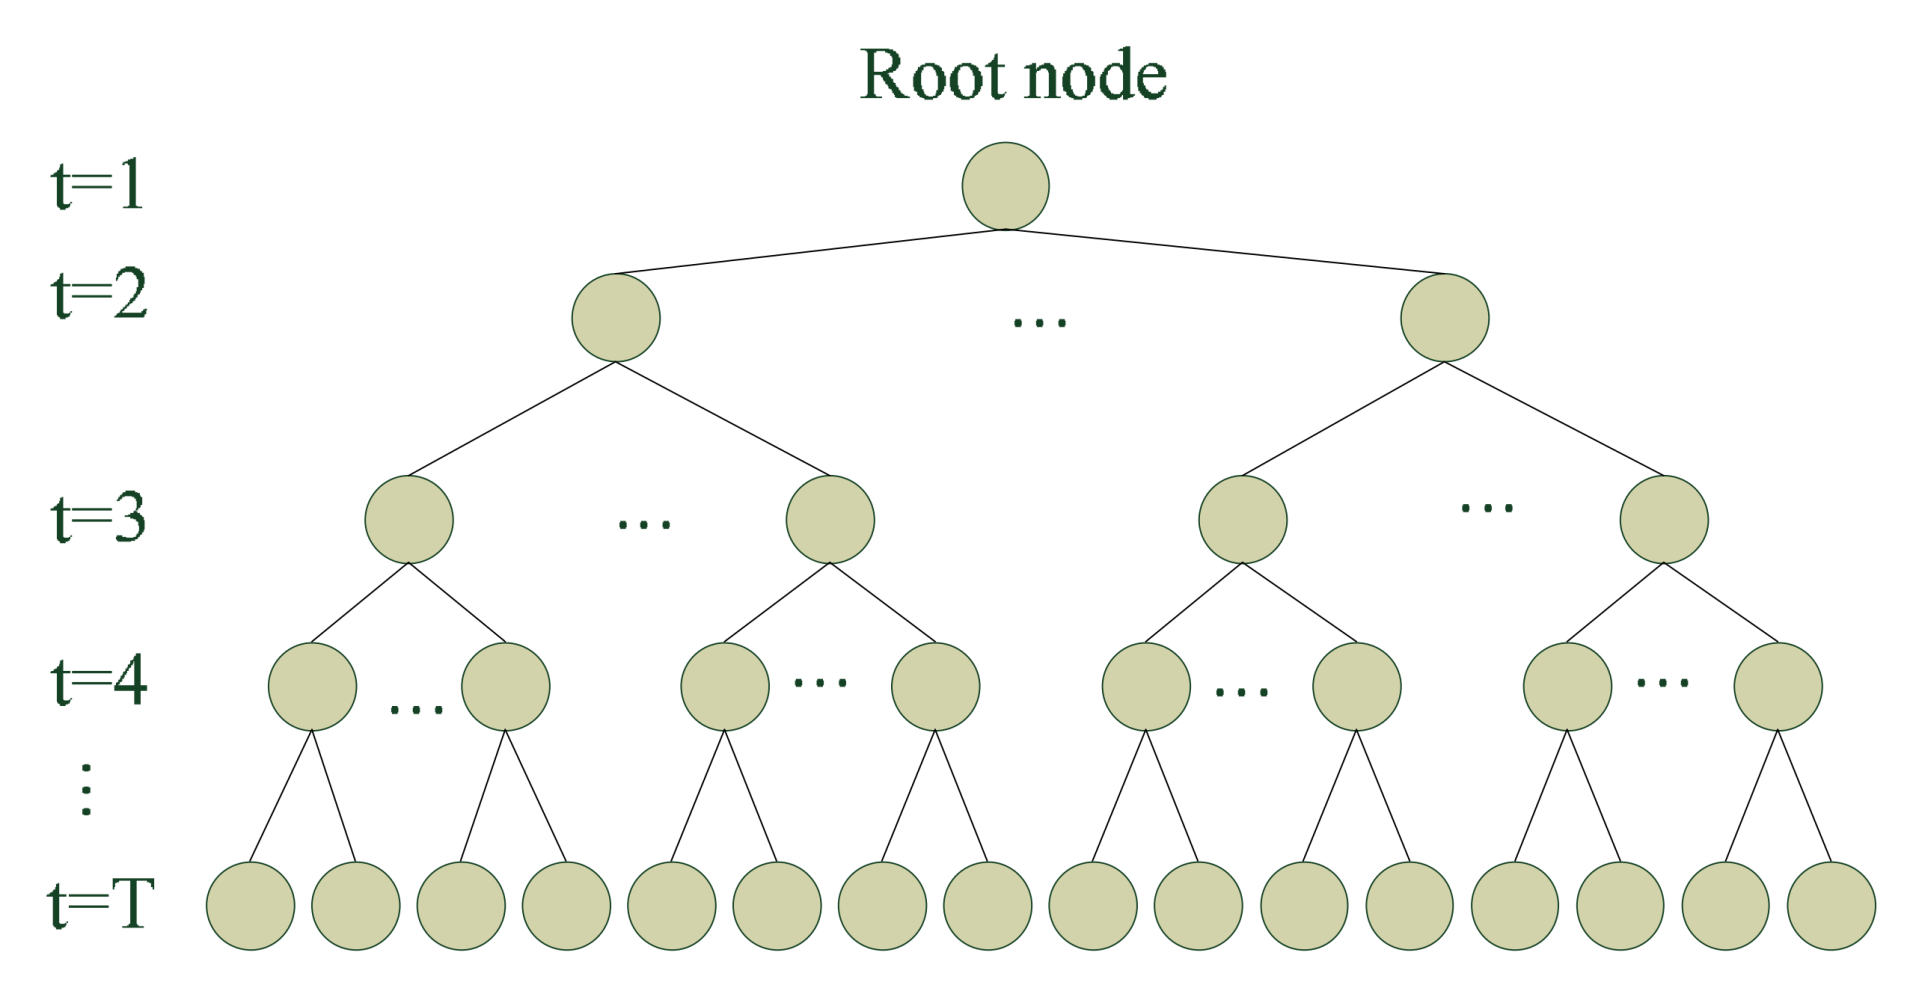 Root node
t=1
t=2
...
t=3
... ...
t=4
... ... ... ...
⋮
t=T